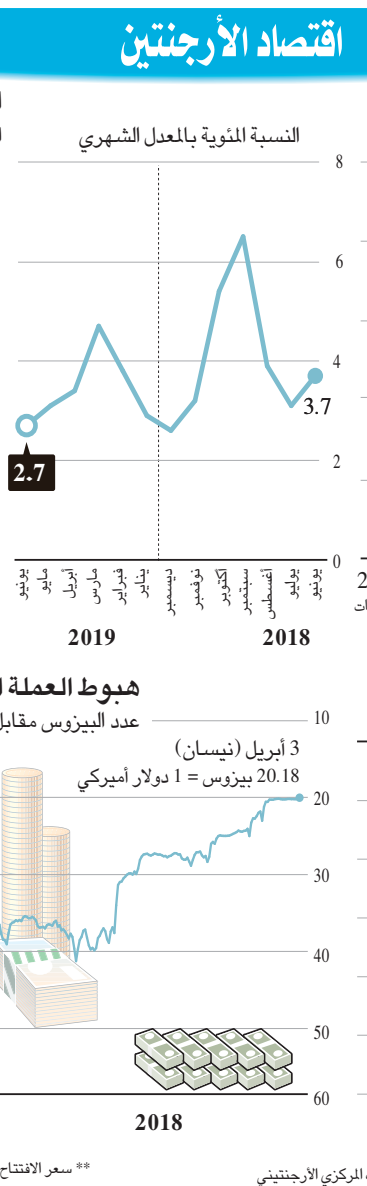 اقتصاد الأرجنتين
النسبة المئوية بالمعدل الشهري
8
6
4
2
0
3.7
2.7
يونيو
يوليو
أغسطس
سبتمبر
أكتوبر
نوفمبر
ديسمبر
يناير
فبراير
مارس
أبريل
مايو
يونيو
2018
2019
هبوط العملة
عدد البيزوس مقابل
3 أبريل (نيسان)
20.18 بيزوس = 1 دولار أميركي
10
20
30
40
50
60
2018
المركزي الأرجنتيني
** سعر الافتتاح